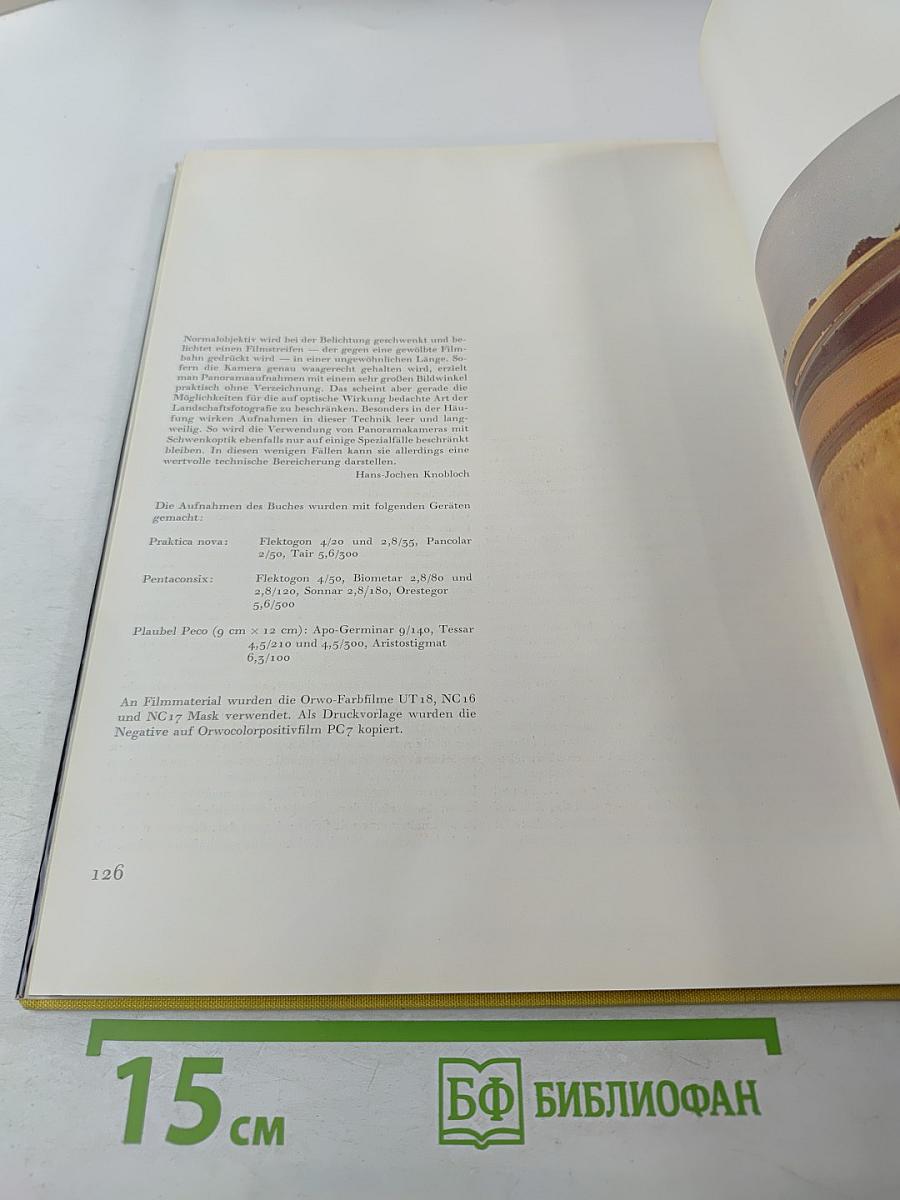 Normalobjektiv wird bei der Belichtung geschwenkt und be-
lichtet einen Filmstreifen — der gegen eine gewölbte Film-
bahn gedrückt wird — in einer ungewöhnlichen Länge. So-
fern die Kamera genau waagerecht gehalten wird, erzielt
man Panoramaaufnahmen mit einem sehr großen Bildwinkel
praktisch ohne Verzeichnung. Das scheint aber gerade die
Möglichkeiten für die auf optische Wirkung bedachte Art der
Landschaftsfotografie zu beschränken. Besonders in der Häu-
fung wirken Aufnahmen in dieser Technik leer und lang-
weilig. So wird die Verwendung von Panoramakameras mit
Schwenkoptik ebenfalls nur auf einige Spezialfälle beschränkt
bleiben. In diesen wenigen Fällen kann sie allerdings eine
wertvolle technische Bereicherung darstellen.
Hans-Jochen Knobloch
Die Aufnahmen des Buches wurden mit folgenden Geräten
gemacht:
Praktica nova: Flektogon 4/20 und 2,8/35, Pancolar
2/50, Tair 5,6/300
Pentaconsix: Flektogon 4/50, Biometar 2,8/80 und
2,8/120, Sonnar 2,8/180, Orestegor
5,6/500
Plaubel Peco (9 cm × 12 cm): Apo-Germinar 9/140, Tessar
4,5/210 und 4,5/300, Aristostigmat
6,3/100
An Filmmaterial wurden die Orwo-Farbfilme UT18, NC16
und NC17 Mask verwendet. Als Druckvorlage wurden die
Negative auf Orwocolorpositivfilm PC7 kopiert.
126
15 см
БФ БИБЛИОФАН